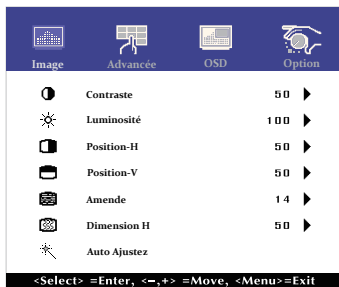 Image Advancée OSD Option
Contraste 50
Luminosité 100
Position-H 50
Position-V 50
Amende 14
Dimension H 50
Auto Ajustez
<Select> =Enter, <−,+> =Move, <Menu>=Exit